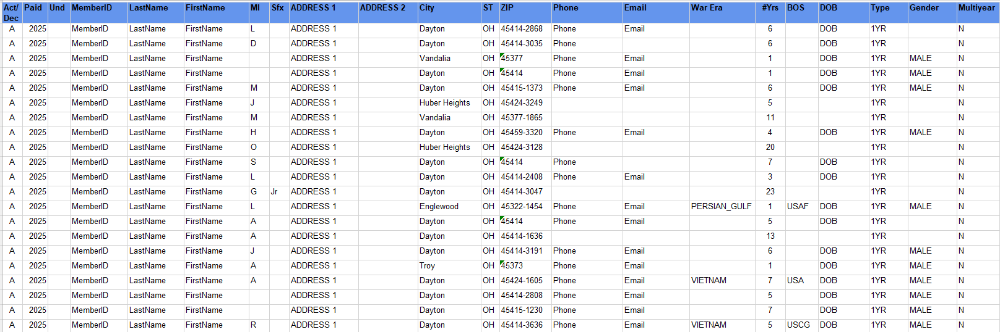 Act/ Paid Und MemberID LastName FirstName MI Sfx ADDRESS 1 ADDRESS 2 City ST ZIP Phone Email War Era #Yrs BOS DOB Type Gender Multiyear
Dec
A 2025 MemberID LastName FirstName L ADDRESS 1 Dayton OH 45414-2868 Phone Email 6 DOB 1YR N
A 2025 MemberID LastName FirstName D ADDRESS 1 Dayton OH 45414-3035 Phone 6 DOB 1YR N
A 2025 MemberID LastName FirstName ADDRESS 1 Vandalia OH 45377 Phone Email 1 DOB 1YR MALE N
A 2025 MemberID LastName FirstName ADDRESS 1 Dayton OH 45414 Phone Email 1 DOB 1YR MALE N
A 2025 MemberID LastName FirstName M ADDRESS 1 Dayton OH 45415-1373 Phone Email 6 DOB 1YR MALE N
A 2025 MemberID LastName FirstName J ADDRESS 1 Huber Heights OH 45424-3249 5 1YR N
A 2025 MemberID LastName FirstName M ADDRESS 1 Vandalia OH 45377-1865 11 1YR N
A 2025 MemberID LastName FirstName H ADDRESS 1 Dayton OH 45459-3320 Phone Email 4 DOB 1YR MALE N
A 2025 MemberID LastName FirstName O ADDRESS 1 Huber Heights OH 45424-3128 20 1YR N
A 2025 MemberID LastName FirstName S ADDRESS 1 Dayton OH 45414 Phone 7 DOB 1YR N
A 2025 MemberID LastName FirstName L ADDRESS 1 Dayton OH 45414-2408 Phone Email 3 DOB 1YR N
A 2025 MemberID LastName FirstName G Jr ADDRESS 1 Dayton OH 45414-3047 23 1YR N
A 2025 MemberID LastName FirstName L ADDRESS 1 Englewood OH 45322-1454 Phone Email PERSIAN_GULF 1 USAF DOB 1YR MALE N
A 2025 MemberID LastName FirstName A ADDRESS 1 Dayton OH 45414 Phone Email 5 DOB 1YR N
A 2025 MemberID LastName FirstName A ADDRESS 1 Dayton OH 45414-1636 13 1YR N
A 2025 MemberID LastName FirstName J ADDRESS 1 Dayton OH 45414-3191 Phone Email 6 DOB 1YR MALE N
A 2025 MemberID LastName FirstName A ADDRESS 1 Troy OH 45373 Phone Email 1 DOB 1YR MALE N
A 2025 MemberID LastName FirstName A ADDRESS 1 Dayton OH 45424-1605 Phone Email VIETNAM 7 USA DOB 1YR MALE N
A 2025 MemberID LastName FirstName ADDRESS 1 Dayton OH 45414-2808 Phone Email 5 DOB 1YR MALE N
A 2025 MemberID LastName FirstName ADDRESS 1 Dayton OH 45415-1230 Phone Email 7 DOB 1YR MALE N
A 2025 MemberID LastName FirstName R ADDRESS 1 Dayton OH 45414-3636 Phone Email VIETNAM 5 USCG DOB 1YR MALE N